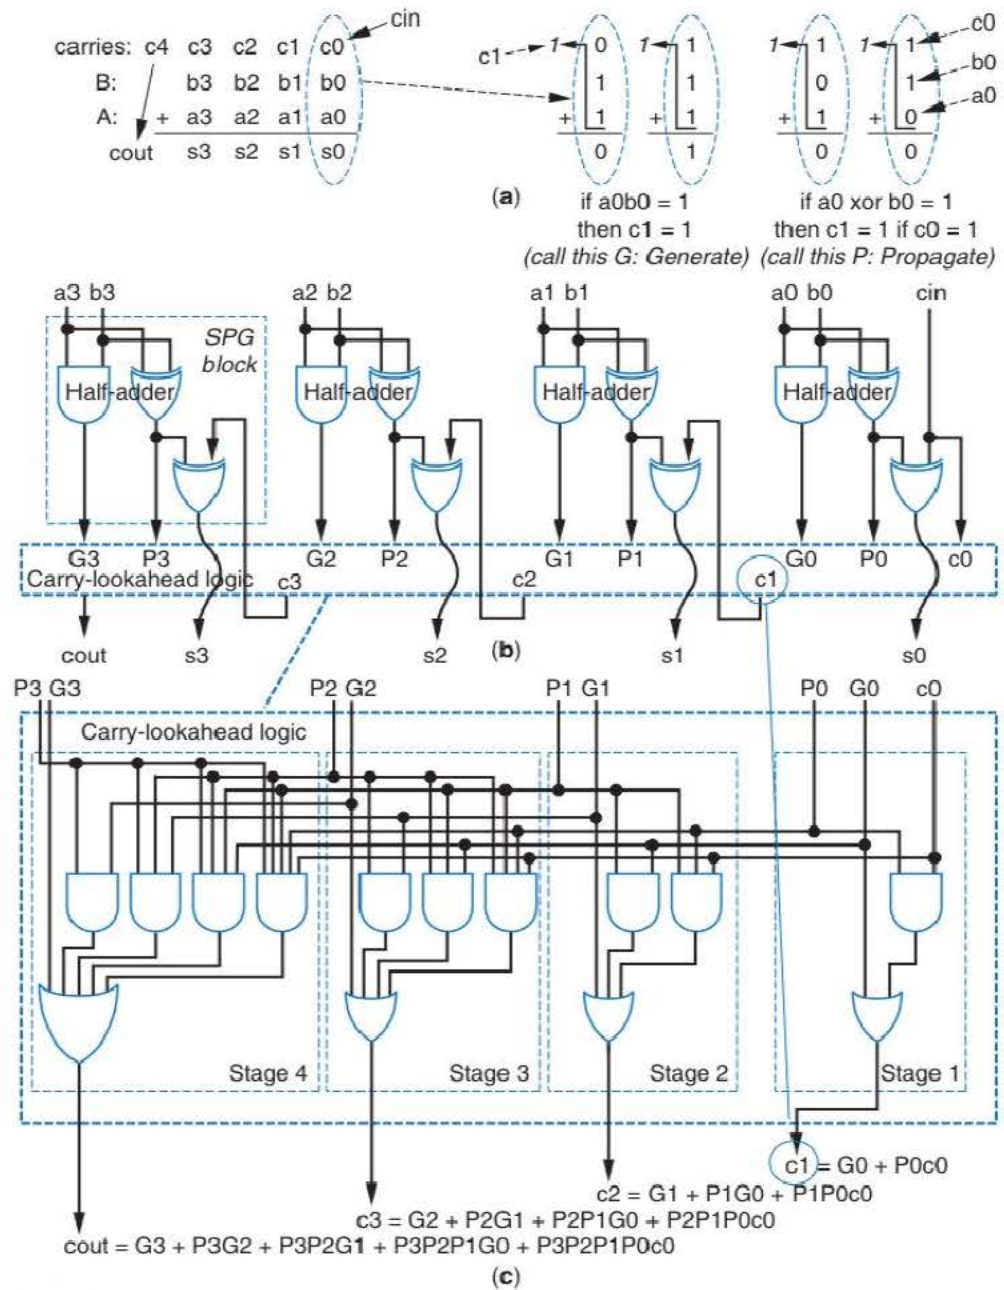 cin
carries: c4 c3 c2 c1 c0
B: b3 b2 b1 b0
A: + a3 a2 a1 a0
cout s3 s2 s1 s0
c1 1 0 1 1
1 1
+ 1 + 1
0 1
1 1 1 1 c0
0 1 b0
+ 1 + 0 a0
0 0
(a)
if a0b0 = 1
then c1 = 1
(call this G: Generate)
if a0 xor b0 = 1
then c1 = 1 if c0 = 1
(call this P: Propagate)
a3 b3 a2 b2 a1 b1 a0 b0 cin
SPG
block
Half-adder Half-adder Half-adder Half-adder
G3 P3 G2 P2 G1 P1 G0 P0 c0
Carry-lookahead logic c3 c2 c1
cout s3 s2 (b) s1 s0
P3 G3 P2 G2 P1 G1 P0 G0 c0
Carry-lookahead logic
Stage 4 Stage 3 Stage 2 Stage 1
c1 = G0 + P0c0
c2 = G1 + P1G0 + P1P0c0
c3 = G2 + P2G1 + P2P1G0 + P2P1P0c0
cout = G3 + P3G2 + P3P2G1 + P3P2P1G0 + P3P2P1P0c0
(c)